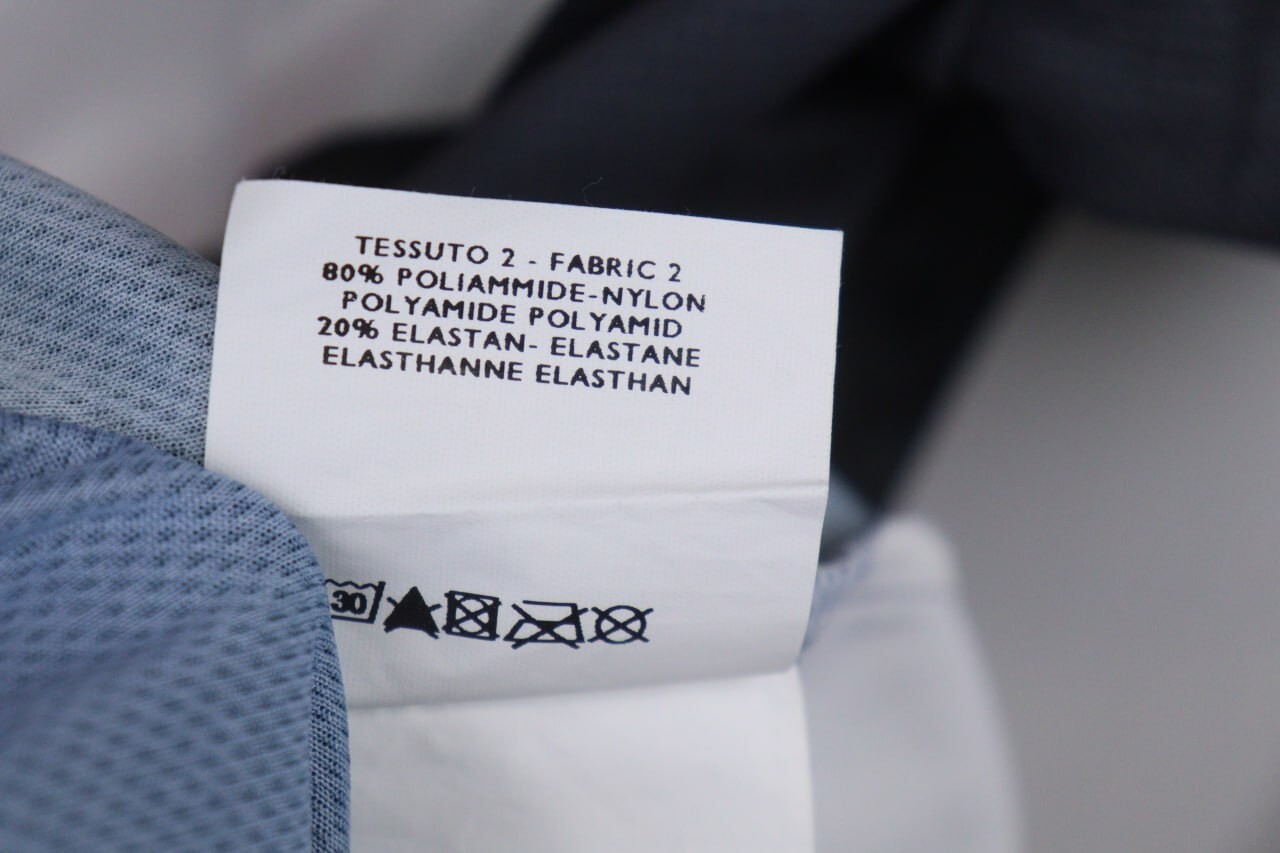 TESSUTO 2 - FABRIC 2
80% POLIAMMIDE-NYLON
POLYAMIDE POLYAMID
20% ELASTAN- ELASTANE
ELASTHANNE ELASTHAN
30